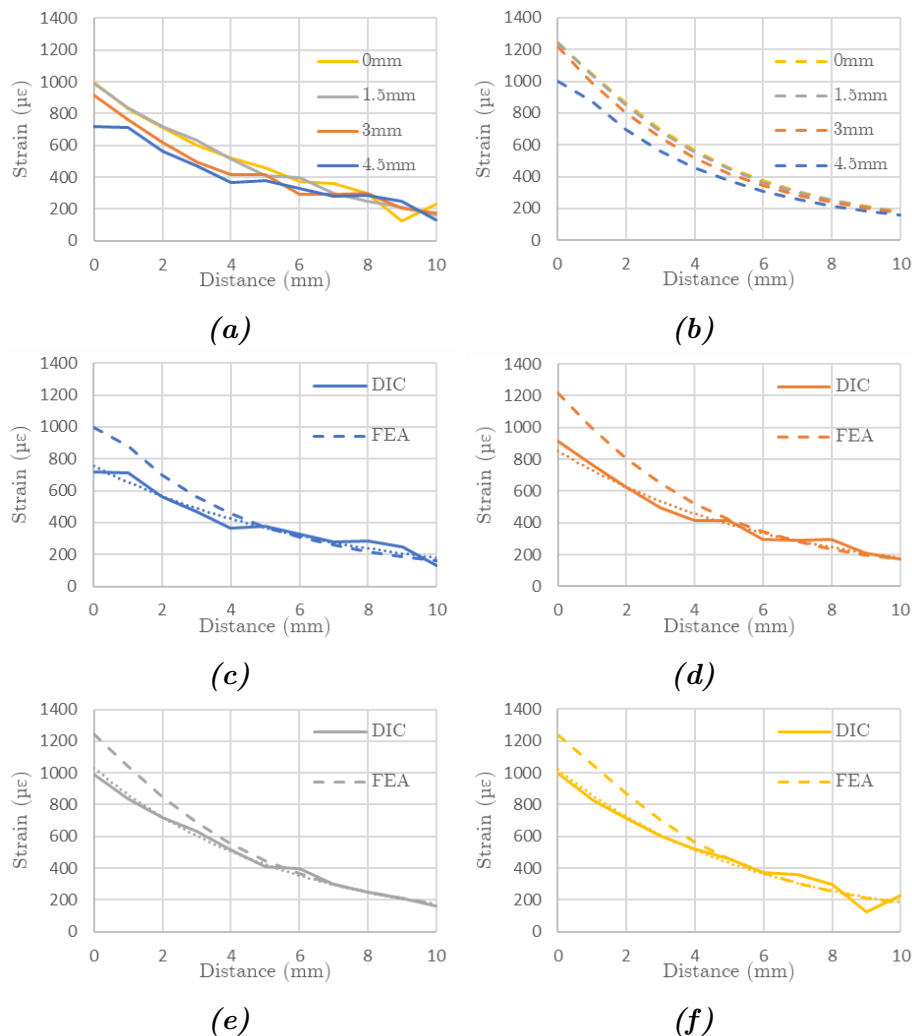 1400
1200
1000
800
600
400
200
0
Strain (με)
0mm
1.5mm
3mm
4.5mm
0 2 4 6 8 10
Distance (mm)
(a)
1400
1200
1000
800
600
400
200
0
Strain (με)
0mm
1.5mm
3mm
4.5mm
0 2 4 6 8 10
Distance (mm)
(b)
1400
1200
1000
800
600
400
200
0
Strain (με)
DIC
FEA
0 2 4 6 8 10
Distance (mm)
(c)
1400
1200
1000
800
600
400
200
0
Strain (με)
DIC
FEA
0 2 4 6 8 10
Distance (mm)
(d)
1400
1200
1000
800
600
400
200
0
Strain (με)
DIC
FEA
0 2 4 6 8 10
Distance (mm)
(e)
1400
1200
1000
800
600
400
200
0
Strain (με)
DIC
FEA
0 2 4 6 8 10
Distance (mm)
(f)